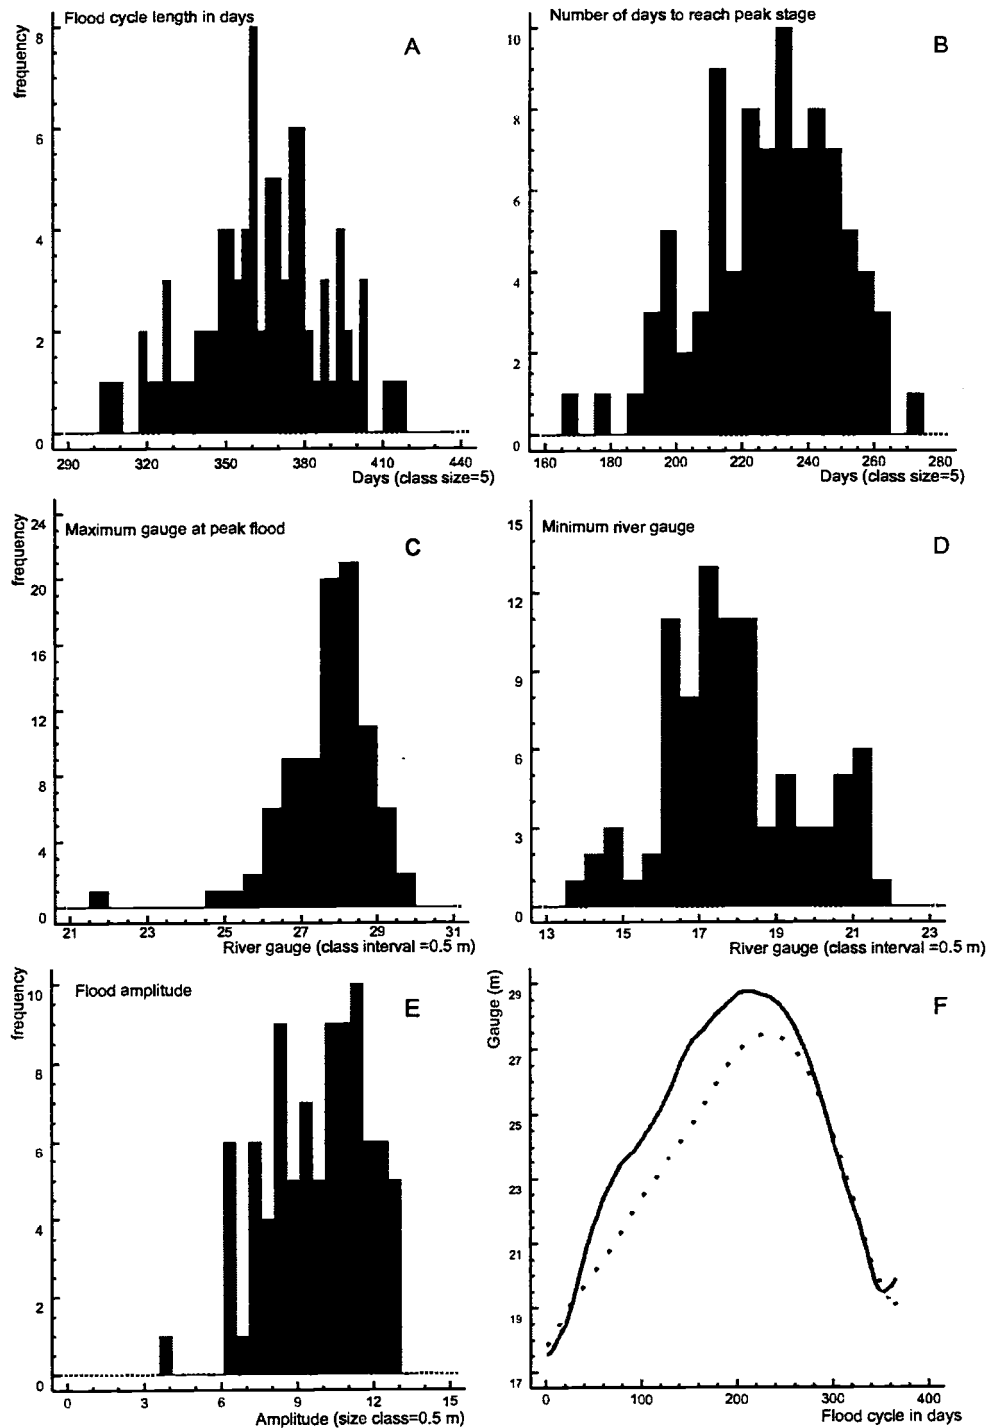 Flood cycle length in days
A
frequency
8
6
4
2
0
290 320 350 380 410 440
Days (class size=5)
Number of days to reach peak stage
B
10
8
6
4
2
0
160 180 200 220 240 260 280
Days (class size=5)
Maximum gauge at peak flood
C
frequency
24
20
16
12
8
4
0
21 23 25 27 29 31
River gauge (class interval =0.5 m)
Minimum river gauge
D
15
12
9
6
3
0
13 15 17 19 21 23
River gauge (class interval =0.5 m)
Flood amplitude
E
frequency
10
8
6
4
2
0
0 3 6 9 12 15
Amplitude (size class=0.5 m)
F
Gauge (m)
29
27
25
23
21
19
17
0 100 200 300 400
Flood cycle in days